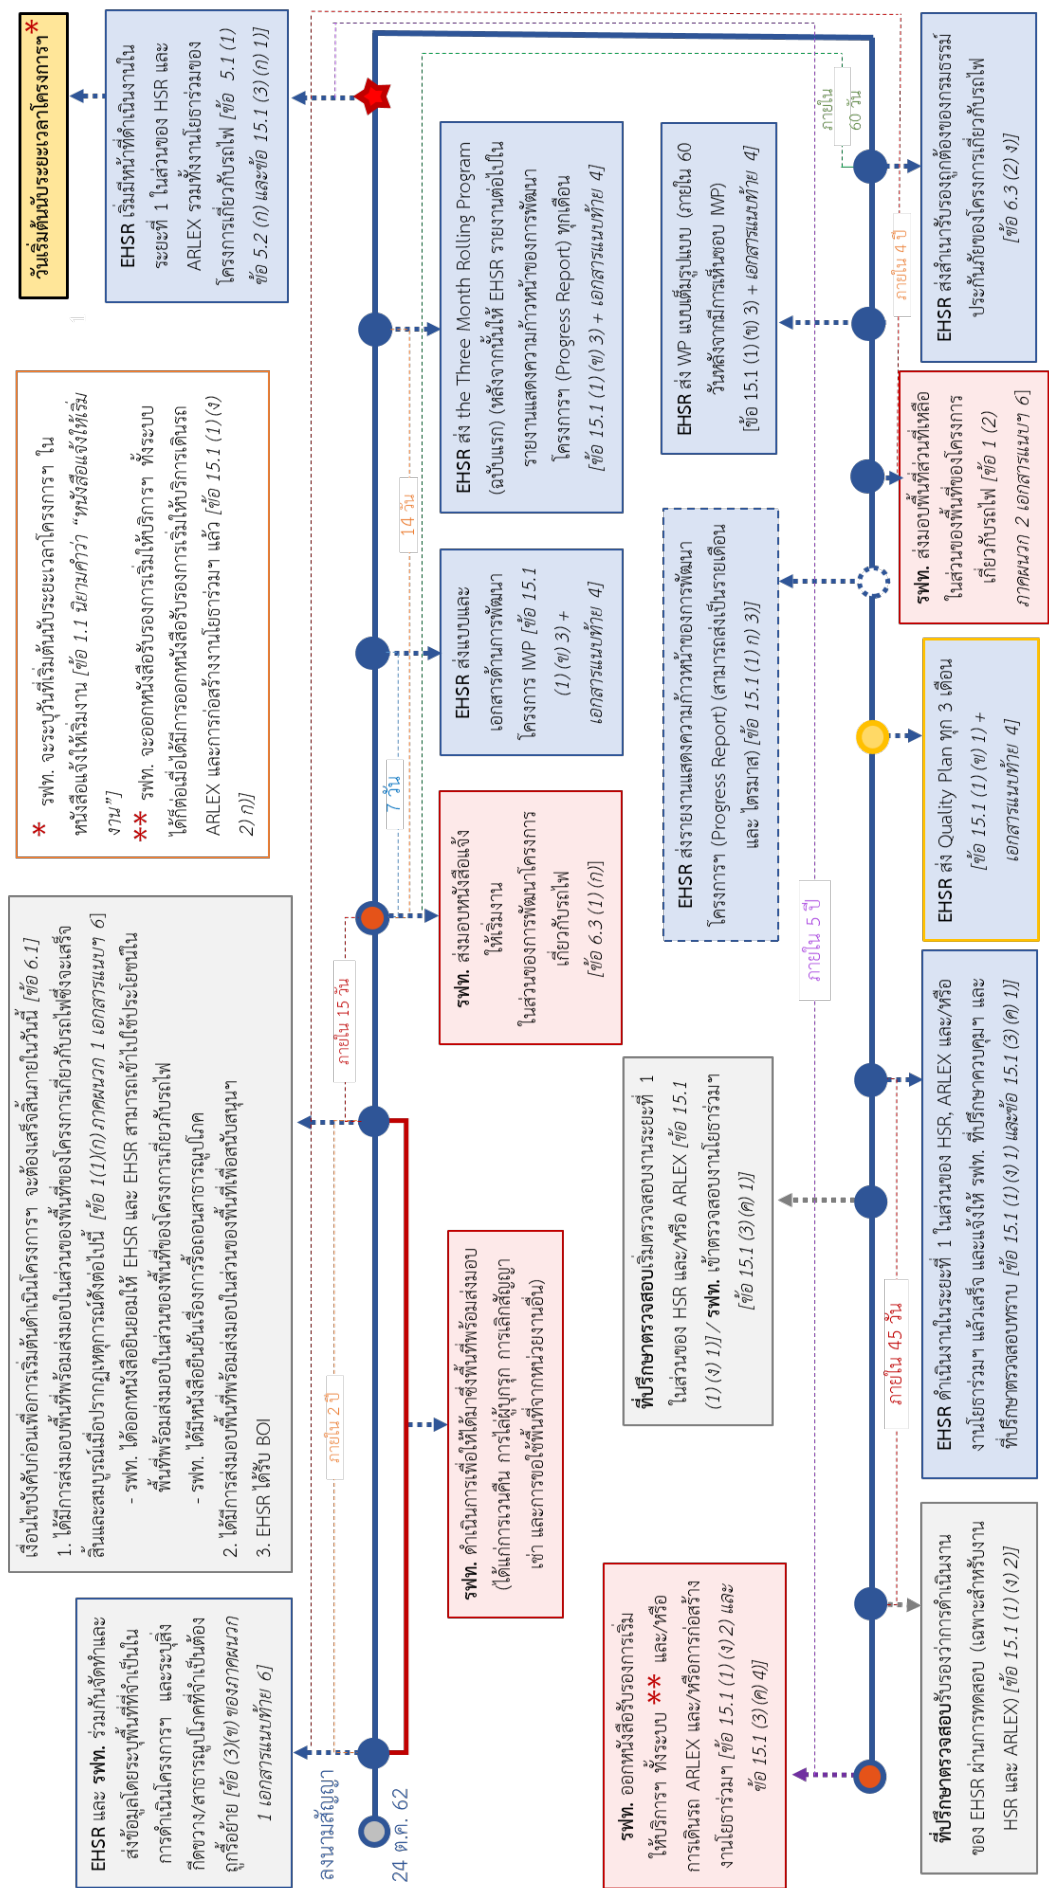 EHSR และ รฟท. ร่วมกันจัดทำและ
ส่งข้อมูลโดยระบุพื้นที่ที่จำเป็นใน
การดำเนินโครงการฯ และระบุสิ่ง
กีดขวาง/สาธารณูปโภคที่จำเป็นต้อง
ถูกรื้อย้าย [ข้อ (3)(ข) ของภาคผนวก
1 เอกสารแนบท้าย 6]
เงื่อนไขบังคับก่อนเพื่อการเริ่มต้นดำเนินโครงการฯ จะต้องเสร็จสิ้นภายในวันนี้ [ข้อ 6.1]
1. ได้มีการส่งมอบพื้นที่พร้อมส่งมอบในส่วนของพื้นที่ของโครงการเกี่ยวกับรถไฟซึ่งจะเสร็จ
สิ้นและสมบูรณ์เมื่อปรากฏเหตุการณ์ดังต่อไปนี้ [ข้อ 1(1)(ก) ภาคผนวก 1 เอกสารแนบฯ 6]
- รฟท. ได้ออกหนังสือยินยอมให้ EHSR และ EHSR สามารถเข้าไปใช้ประโยชน์ใน
พื้นที่พร้อมส่งมอบในส่วนของพื้นที่ของโครงการเกี่ยวกับรถไฟ
- รฟท. ได้มีหนังสือยืนยันเรื่องการรื้อถอนสาธารณูปโภค
2. ได้มีการส่งมอบพื้นที่พร้อมส่งมอบในส่วนของพื้นที่เพื่อสนับสนุนฯ
3. EHSR ได้รับ BOI
* รฟท. จะระบุวันที่เริ่มต้นนับระยะเวลาโครงการฯ ใน
หนังสือแจ้งให้เริ่มงาน [ข้อ 1.1 นิยามคำว่า “หนังสือแจ้งให้เริ่ม
งาน”]
** รฟท. จะออกหนังสือรับรองการเริ่มให้บริการฯ ทั้งระบบ
ได้ก็ต่อเมื่อได้มีการออกหนังสือรับรองการเริ่มให้บริการเดินรถ
ARLEX และการก่อสร้างงานโยธาร่วมฯ แล้ว [ข้อ 15.1 (1) (ง)
2) ก)]
วันเริ่มต้นนับระยะเวลาโครงการฯ *
EHSR เริ่มมีหน้าที่ดำเนินงานใน
ระยะที่ 1 ในส่วนของ HSR และ
ARLEX รวมทั้งงานโยธาร่วมของ
โครงการเกี่ยวกับรถไฟ [ข้อ 5.1 (1)
ข้อ 5.2 (ก) และข้อ 15.1 (3) (ก) 1)]
ลงนามสัญญา
24 ต.ค. 62
ภายใน 2 ปี
ภายใน 15 วัน
7 วัน
14 วัน
รฟท. ดำเนินการเพื่อให้ได้มาซึ่งพื้นที่พร้อมส่งมอบ
(ได้แก่การเวนคืน การไล่ผู้บุกรุก การเลิกสัญญา
เช่า และการขอใช้พื้นที่จากหน่วยงานอื่น)
รฟท. ส่งมอบหนังสือแจ้ง
ให้เริ่มงาน
ในส่วนของการพัฒนาโครงการ
เกี่ยวกับรถไฟ
[ข้อ 6.3 (1) (ก)]
EHSR ส่งแบบและ
เอกสารด้านการพัฒนา
โครงการ IWP [ข้อ 15.1
(1) (ข) 3) +
เอกสารแนบท้าย 4]
EHSR ส่ง the Three Month Rolling Program
(ฉบับแรก) (หลังจากนั้นให้ EHSR รายงานต่อไปใน
รายงานแสดงความก้าวหน้าของการพัฒนา
โครงการฯ (Progress Report) ทุกเดือน
[ข้อ 15.1 (1) (ข) 3) + เอกสารแนบท้าย 4]
รฟท. ออกหนังสือรับรองการเริ่ม
ให้บริการฯ ทั้งระบบ ** และ/หรือ
การเดินรถ ARLEX และ/หรือการก่อสร้าง
งานโยธาร่วมฯ [ข้อ 15.1 (1) (ง) 2) และ
ข้อ 15.1 (3) (ค) 4)]
ที่ปรึกษาตรวจสอบเริ่มตรวจสอบงานระยะที่ 1
ในส่วนของ HSR และ/หรือ ARLEX [ข้อ 15.1
(1) (ง) 1)] / รฟท. เข้าตรวจสอบงานโยธาร่วมฯ
[ข้อ 15.1 (3) (ค) 1)]
EHSR ส่งรายงานแสดงความก้าวหน้าของการพัฒนา
โครงการฯ (Progress Report) (สามารถส่งเป็นรายเดือน
และ ไตรมาส) [ข้อ 15.1 (1) ก) 3)]
EHSR ส่ง WP แบบเต็มรูปแบบ (ภายใน 60
วันหลังจากมีการเห็นชอบ IWP)
[ข้อ 15.1 (1) (ข) 3) + เอกสารแนบท้าย 4]
ภายใน 5 ปี
ภายใน 4 ปี
ภายใน
60 วัน
ภายใน 45 วัน
ที่ปรึกษาตรวจสอบรับรองว่าการดำเนินงาน
ของ EHSR ผ่านการทดสอบ (เฉพาะสำหรับงาน
HSR และ ARLEX) [ข้อ 15.1 (1) (ง) 2)]
EHSR ดำเนินงานในระยะที่ 1 ในส่วนของ HSR, ARLEX และ/หรือ
งานโยธาร่วมฯ แล้วเสร็จ และแจ้งให้ รฟท. ที่ปรึกษาควบคุมฯ และ
ที่ปรึกษาตรวจสอบทราบ [ข้อ 15.1 (1) (ง) 1) และข้อ 15.1 (3) (ค) 1)]
EHSR ส่ง Quality Plan ทุก 3 เดือน
[ข้อ 15.1 (1) (ข) 1) +
เอกสารแนบท้าย 4]
รฟท. ส่งมอบพื้นที่ส่วนที่เหลือ
ในส่วนของพื้นที่ของโครงการ
เกี่ยวกับรถไฟ [ข้อ 1 (2)
ภาคผนวก 2 เอกสารแนบฯ 6]
EHSR ส่งสำเนารับรองถูกต้องของกรมธรรม์
ประกันภัยของโครงการเกี่ยวกับรถไฟ
[ข้อ 6.3 (2) ง)]